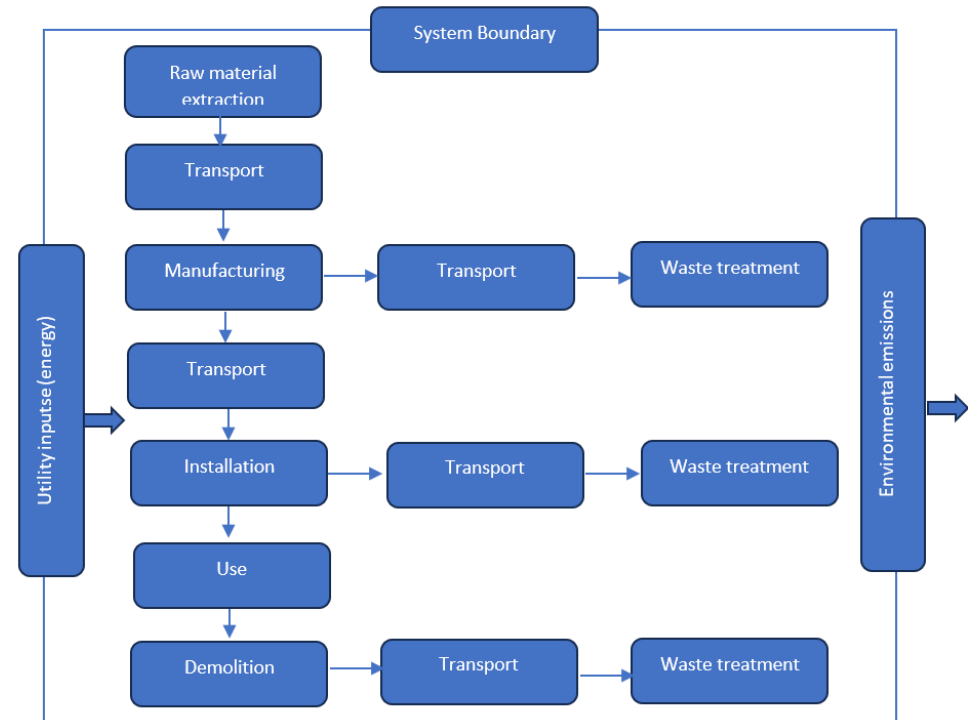 System Boundary
Raw material
extraction
Transport
Manufacturing
Transport
Waste treatment
Transport
Installation
Transport
Waste treatment
Use
Demolition
Transport
Waste treatment
Utility inputse (energy)
Environmental emissions